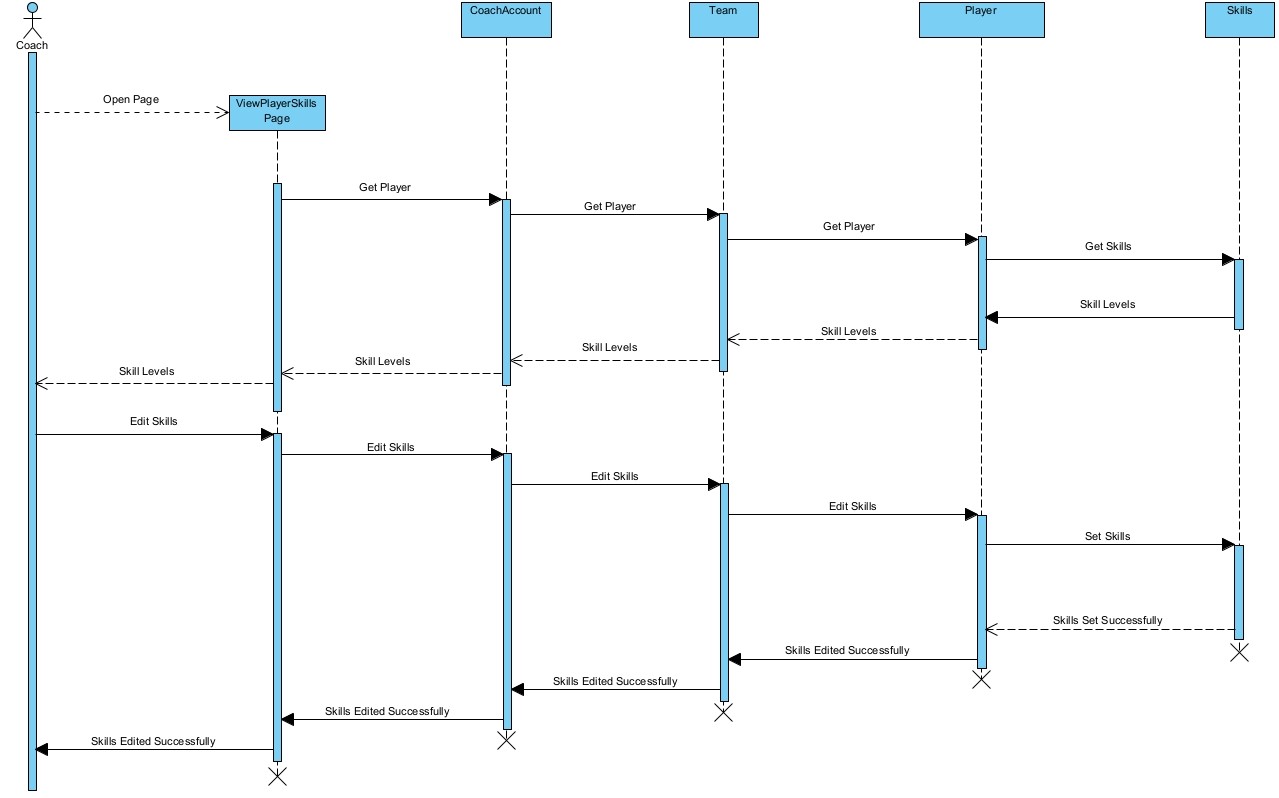 CoachAccount
Team
Player
Skills
Coach
Open Page
ViewPlayerSkills
Page
Get Player
Get Player
Get Player
Get Skills
Skill Levels
Skill Levels
Skill Levels
Skill Levels
Skill Levels
Edit Skills
Edit Skills
Edit Skills
Edit Skills
Set Skills
Skills Set Successfully
Skills Edited Successfully
Skills Edited Successfully
Skills Edited Successfully
Skills Edited Successfully